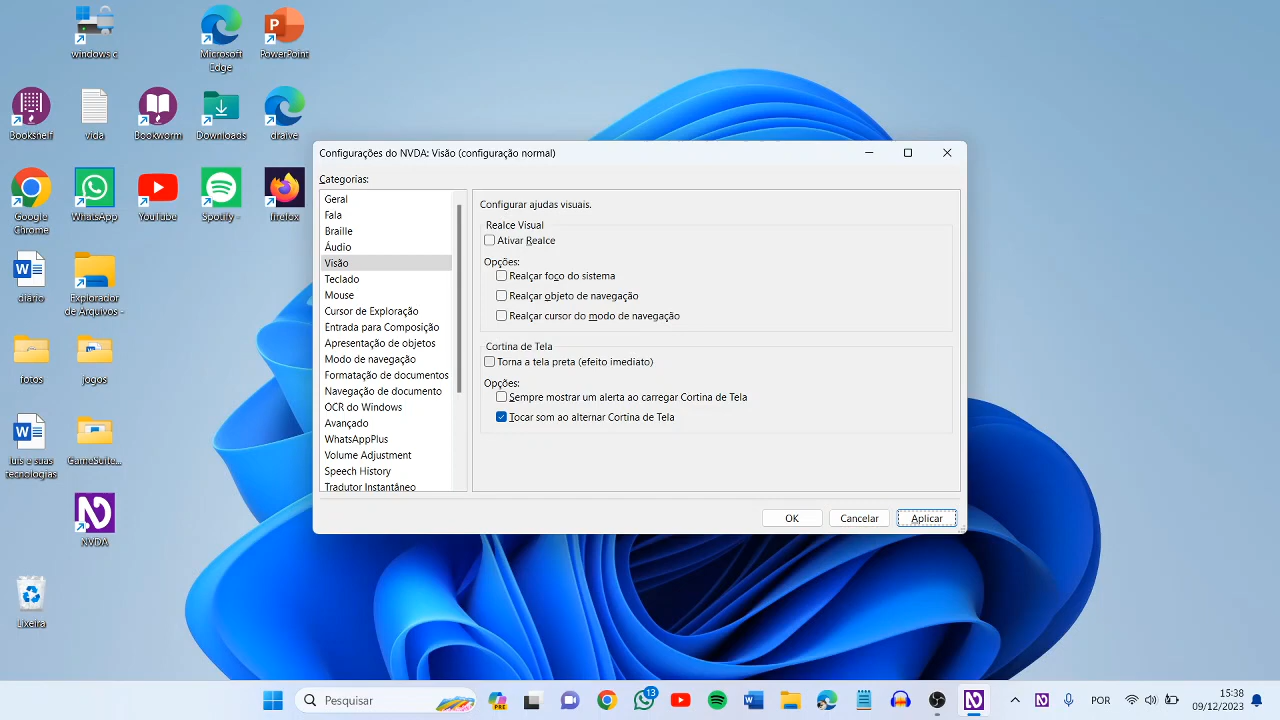 windows c
Microsoft
Edge
PowerPoint
Bookshelf
vida
Bookworm
Downloads
draive
Google
Chrome
WhatsApp
YouTube
Spotify -
firefox
diário
Explorador
de Arquivos -
fotos
jogos
luis e suas
tecnologias
GameSuite...
NVDA
Lixeira
Configurações do NVDA: Visão (configuração normal)
Categorias:
Geral
Fala
Braille
Áudio
Visão
Teclado
Mouse
Cursor de Exploração
Entrada para Composição
Apresentação de objetos
Modo de navegação
Formatação de documentos
Navegação de documento
OCR do Windows
Avançado
WhatsAppPlus
Volume Adjustment
Speech History
Tradutor Instantâneo
Configurar ajudas visuais.
Realce Visual
Ativar Realce
Opções:
Realçar foco do sistema
Realçar objeto de navegação
Realçar cursor do modo de navegação
Cortina de Tela
Torna a tela preta (efeito imediato)
Opções:
Sempre mostrar um alerta ao carregar Cortina de Tela
Tocar som ao alternar Cortina de Tela
OK
Cancelar
Aplicar
Pesquisar
PRE
13
POR
15:38
09/12/2023